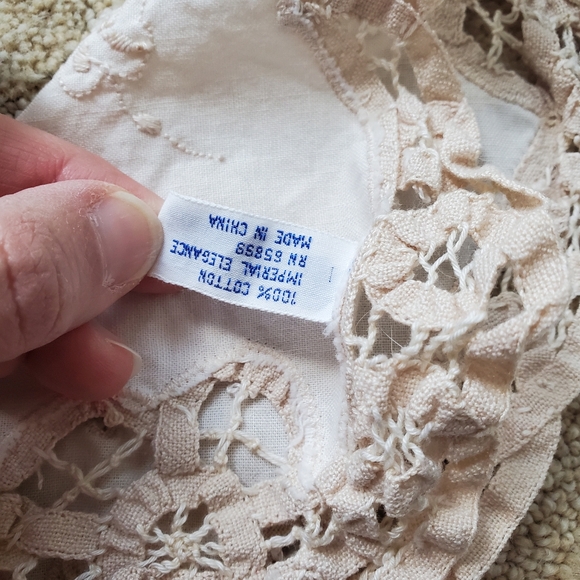 100% COTTON
IMPERIAL ELEGANCE
RN 65899
MADE IN CHINA